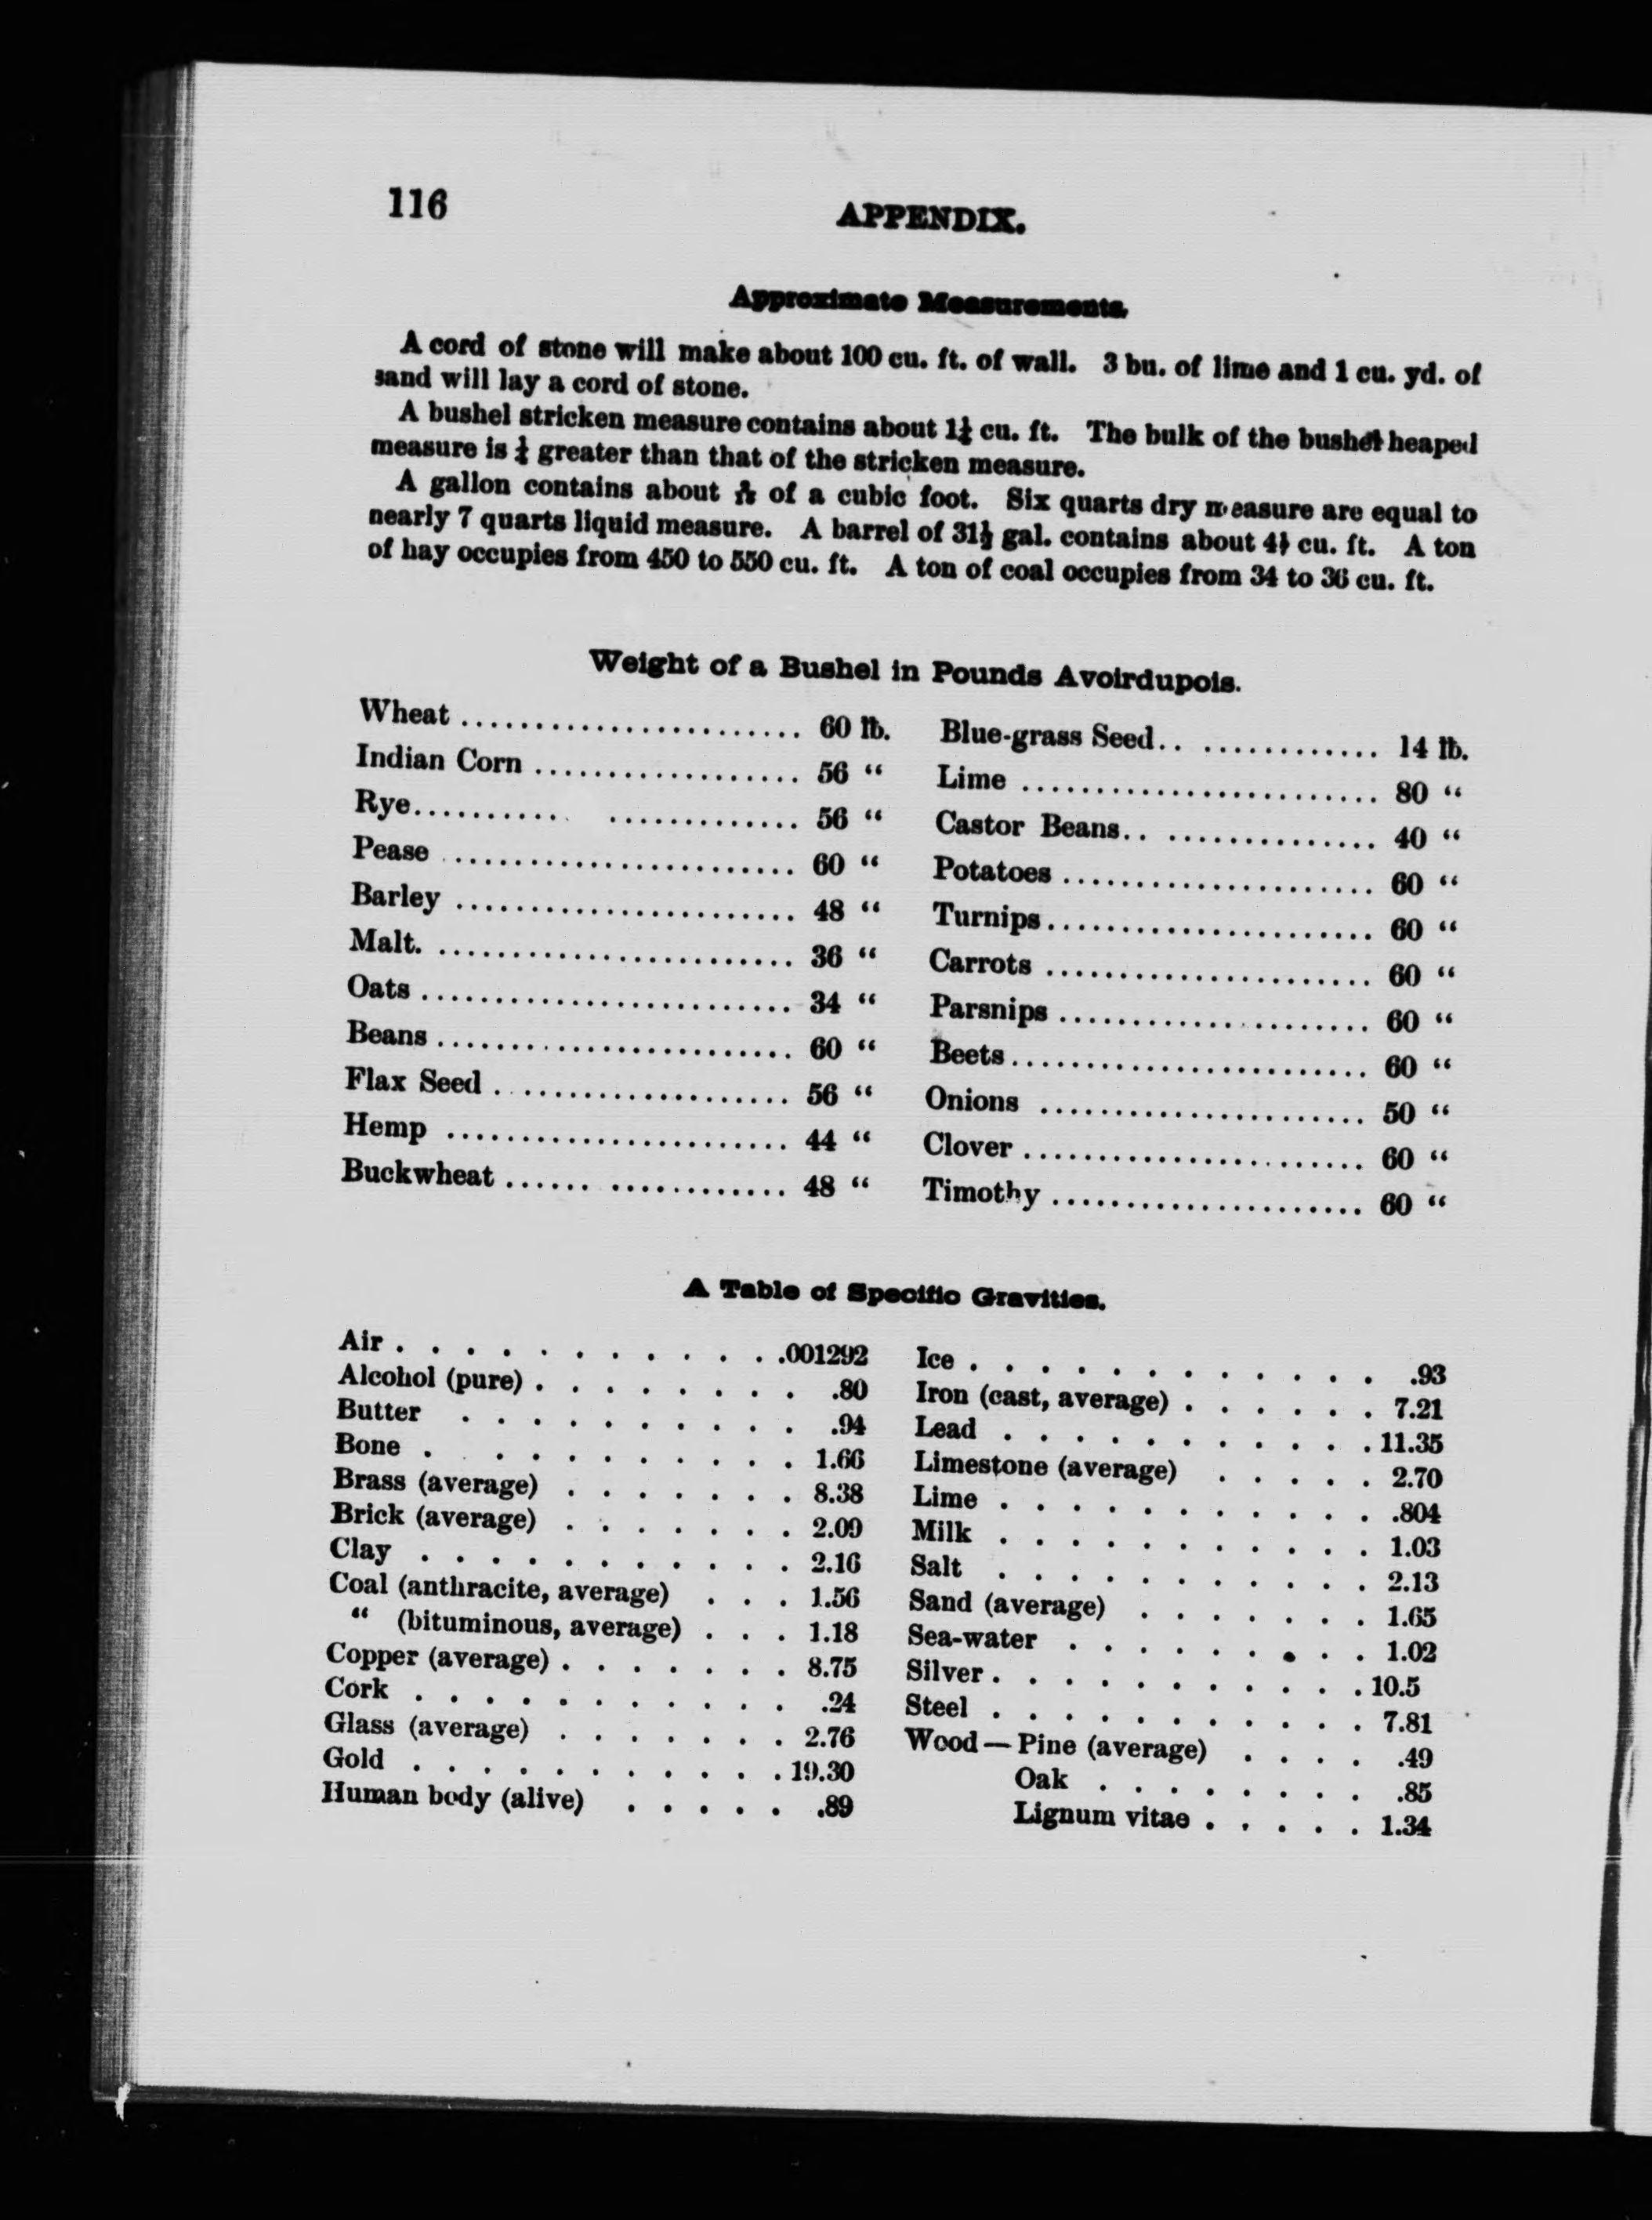 116
APPENDIX.
Approximate Measurements.
A cord of stone will make about 100 cu. ft. of wall. 3 bu. of lime and 1 cu. yd. of
sand will lay a cord of stone.
A bushel stricken measure contains about 1¼ cu. ft. The bulk of the bushel heaped
measure is ¼ greater than that of the stricken measure.
A gallon contains about of a cubic foot. Six quarts dry measure are equal to
nearly 7 quarts liquid measure. A barrel of 31½ gal. contains about cu. ft. A ton
of hay occupies from 450 to 550 cu. ft. A ton of coal occupies from 34 to 36 cu. ft.
Weight of a Bushel in Pounds Avoirdupois.
Wheat ........................ 60 lb.
Indian Corn .................. 56 “
Rye........... ............. 56 “
Pease ........................ 60 “
Barley ........................ 48 “
Malt. ........................ 36 “
Oats .......................... 34 “
Beans ......................... 60 “
Flax Seed ..................... 56 “
Hemp ........................ 44 “
Buckwheat ...... ............ 48 “
Blue-grass Seed.. ............ 14 lb.
Lime ......................... 80 “
Castor Beans.. ............... 40 “
Potatoes ...................... 60 “
Turnips....................... 60 “
Carrots ....................... 60 “
Parsnips ...................... 60 “
Beets......................... 60 “
Onions ....................... 50 “
Clover ........................ 60 “
Timothy ...................... 60 “
A Table of Specific Gravities.
Air . . . . . . . . . . . .001292
Alcohol (pure) . . . . . . . . .80
Butter . . . . . . . . . . .94
Bone . . . . . . . . . . 1.66
Brass (average) . . . . . . . 8.38
Brick (average) . . . . . . . 2.09
Clay . . . . . . . . . . . 2.16
Coal (anthracite, average) . . . 1.56
“ (bituminous, average) . . . 1.18
Copper (average) . . . . . . . 8.75
Cork . . . . . . . . . . . .24
Glass (average) . . . . . . . 2.76
Gold . . . . . . . . . . . 19.30
Human body (alive) . . . . . .89
Ice . . . . . . . . . . . . .93
Iron (cast, average) . . . . . . 7.21
Lead . . . . . . . . . . . 11.35
Limestone (average) . . . . . 2.70
Lime . . . . . . . . . . . .804
Milk . . . . . . . . . . . 1.03
Salt . . . . . . . . . . . 2.13
Sand (average) . . . . . . . 1.65
Sea-water . . . . . . . . . 1.02
Silver . . . . . . . . . . . 10.5
Steel . . . . . . . . . . . 7.81
Wood — Pine (average) . . . . .49
Oak . . . . . . . . .85
Lignum vitae . . . . . 1.34